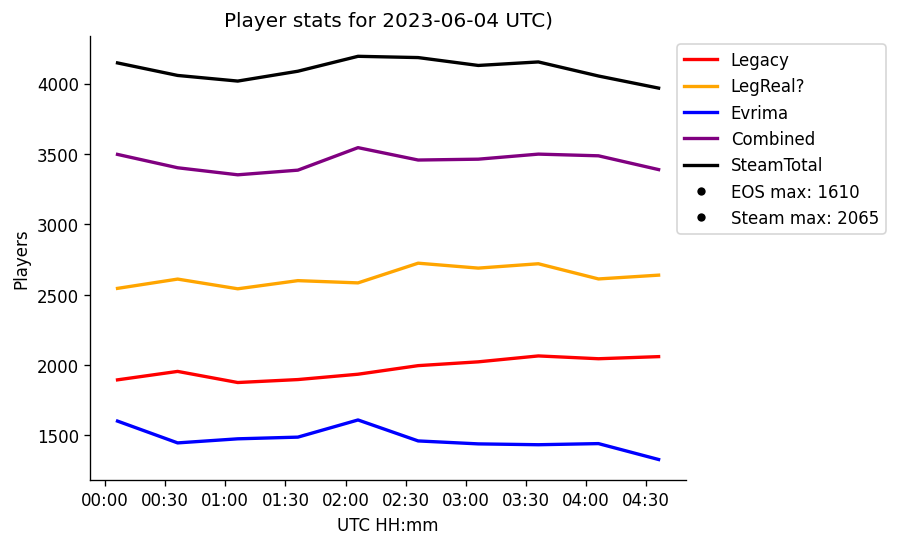 Player stats for 2023-06-04 UTC)
Players
4000
3500
3000
2500
2000
1500
00:00 00:30 01:00 01:30 02:00 02:30 03:00 03:30 04:00 04:30
UTC HH:mm
Legacy
LegReal?
Evrima
Combined
SteamTotal
EOS max: 1610
Steam max: 2065